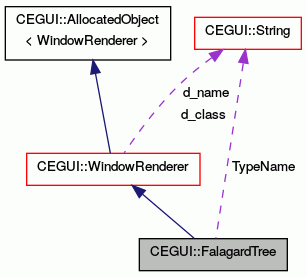 CEGUI::AllocatedObject
< WindowRenderer >
CEGUI::String
d_name
d_class
CEGUI::WindowRenderer
TypeName
CEGUI::FalagardTree